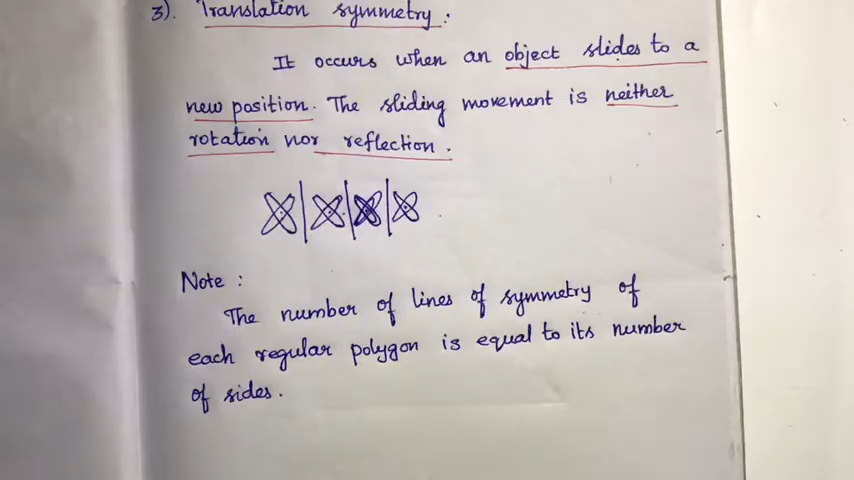 3). Translation symmetry:
It occurs when an object slides to a
new position. The sliding movement is neither
rotation nor reflection.
Note :
The number of lines of symmetry of
each regular polygon is equal to its number
of sides.